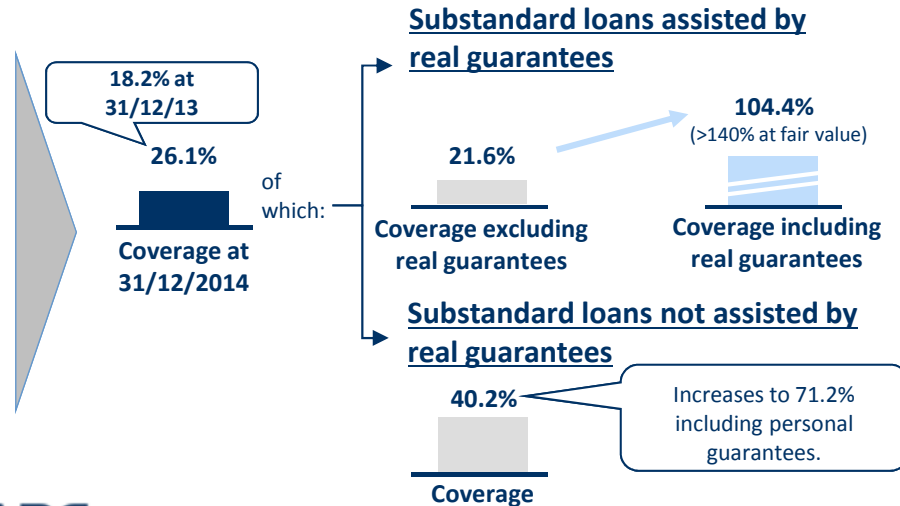 Substandard loans assisted by
real guarantees
18.2% at
31/12/13
26.1%
Coverage at
31/12/2014
of
which:
21.6%
Coverage excluding
real guarantees
104.4%
(>140% at fair value)
Coverage including
real guarantees
Substandard loans not assisted by
real guarantees
40.2%
Increases to 71.2%
including personal
guarantees.
Coverage